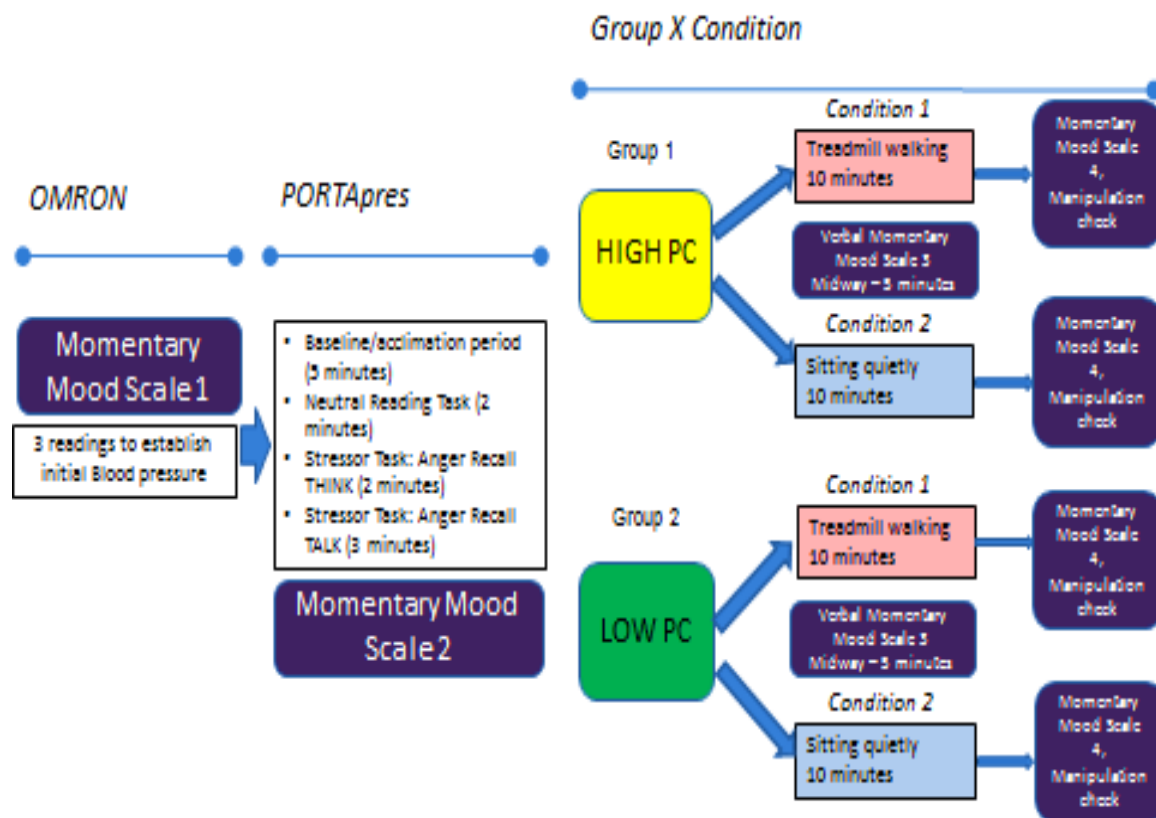 Group X Condition
OMRON
PORTApres
Momentary
Mood Scale 1
3 readings to establish
initial Blood pressure
• Baseline/acclimation period
(5 minutes)
• Neutral Reading Task (2
minutes)
• Stressor Task: Anger Recall
THINK (2 minutes)
• Stressor Task: Anger Recall
TALK (3 minutes)
Momentary Mood
Scale 2
Group 1
HIGH PC
Condition 1
Treadmill walking
10 minutes
Verbal Momentary
Mood Scale 3
Midway – 5 minutes
Condition 2
Sitting quietly
10 minutes
Momentary
Mood Scale
4,
Manipulation
check
Momentary
Mood Scale
4,
Manipulation
check
Group 2
LOW PC
Condition 1
Treadmill walking
10 minutes
Verbal Momentary
Mood Scale 3
Midway – 5 minutes
Condition 2
Sitting quietly
10 minutes
Momentary
Mood Scale
4,
Manipulation
check
Momentary
Mood Scale
4,
Manipulation
check